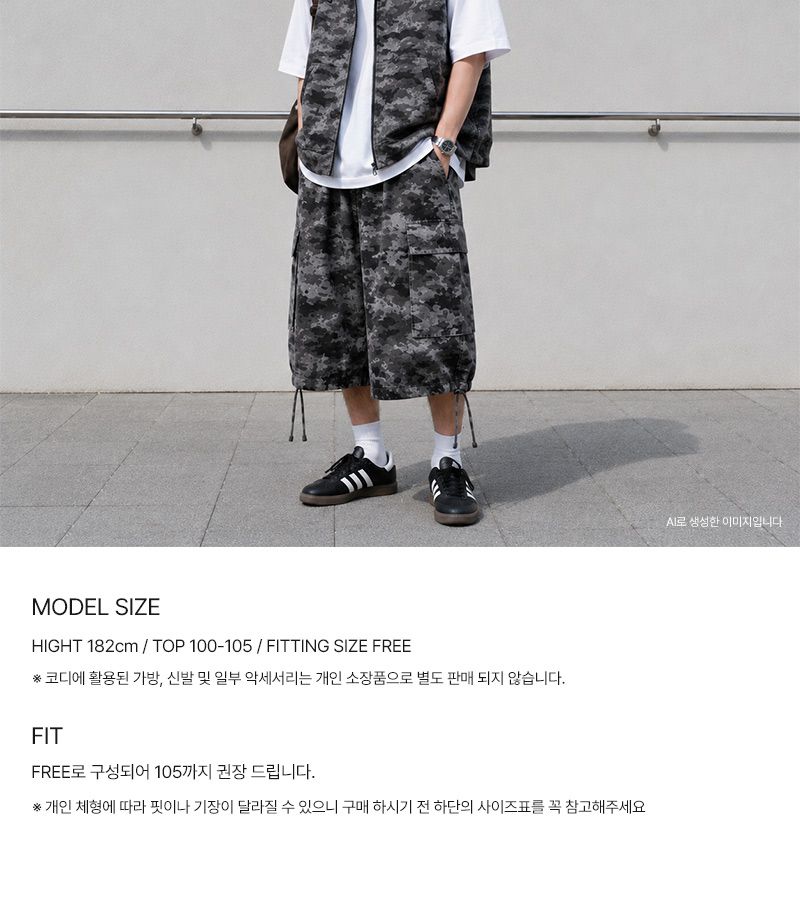 AI로 생성한 이미지입니다
MODEL SIZE
HIGHT 182cm / TOP 100-105 / FITTING SIZE FREE
※ 코디에 활용된 가방, 신발 및 일부 악세서리는 개인 소장품으로 별도 판매 되지 않습니다.
FIT
FREE로 구성되어 105까지 권장 드립니다.
※ 개인 체형에 따라 핏이나 기장이 달라질 수 있으니 구매 하시기 전 하단의 사이즈표를 꼭 참고해주세요